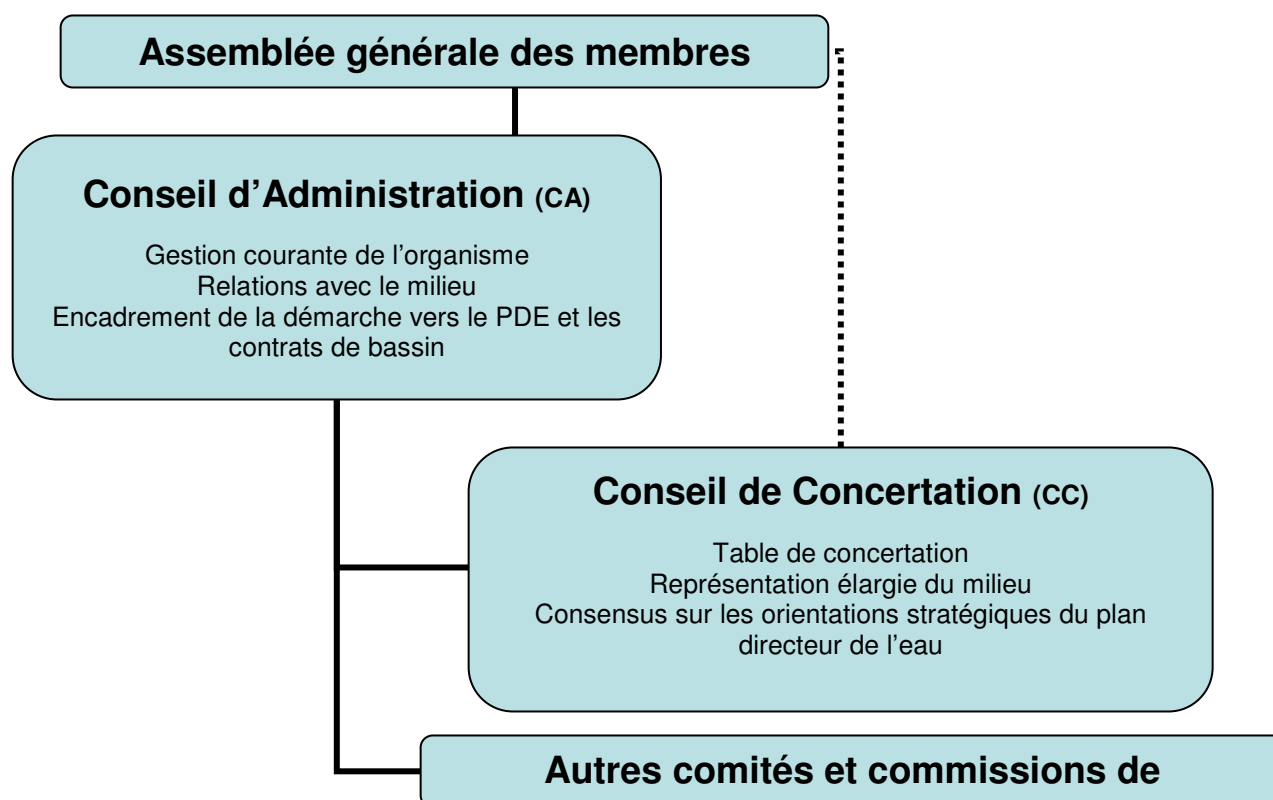 Assemblée générale des membres
Conseil d’Administration (CA)
Gestion courante de l’organisme
Relations avec le milieu
Encadrement de la démarche vers le PDE et les
contrats de bassin
Conseil de Concertation (CC)
Table de concertation
Représentation élargie du milieu
Consensus sur les orientations stratégiques du plan
directeur de l’eau
Autres comités et commissions de